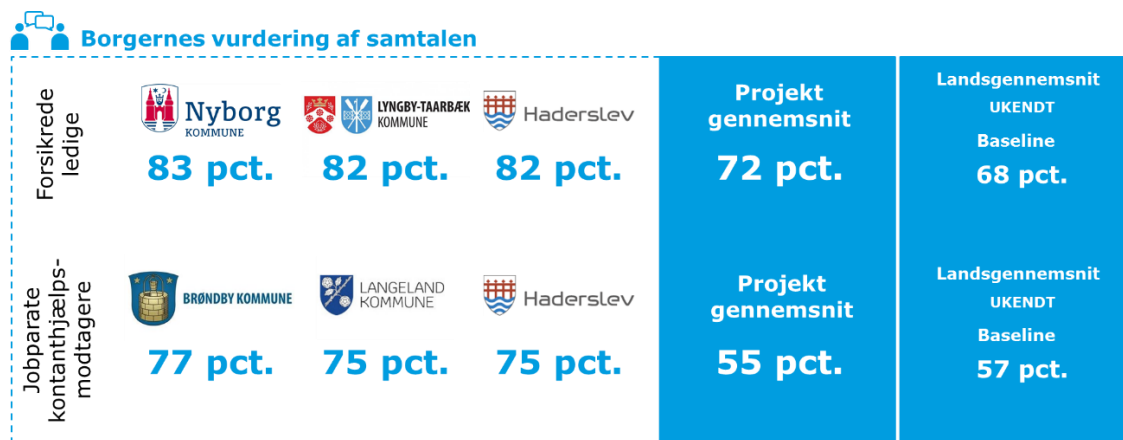 Borgernes vurdering af samtalen
Forsikrede
ledige
Nyborg
KOMMUNE
83 pct.
LYNGBY-TAARBÆK
KOMMUNE
82 pct.
Haderslev
82 pct.
Projekt
gennemsnit
72 pct.
Landsgennemsnit
UKENDT
Baseline
68 pct.
Jobparate
kontanthjælps-
modtagere
BRØNDBY KOMMUNE
77 pct.
LANGELAND
KOMMUNE
75 pct.
Haderslev
75 pct.
Projekt
gennemsnit
55 pct.
Landsgennemsnit
UKENDT
Baseline
57 pct.